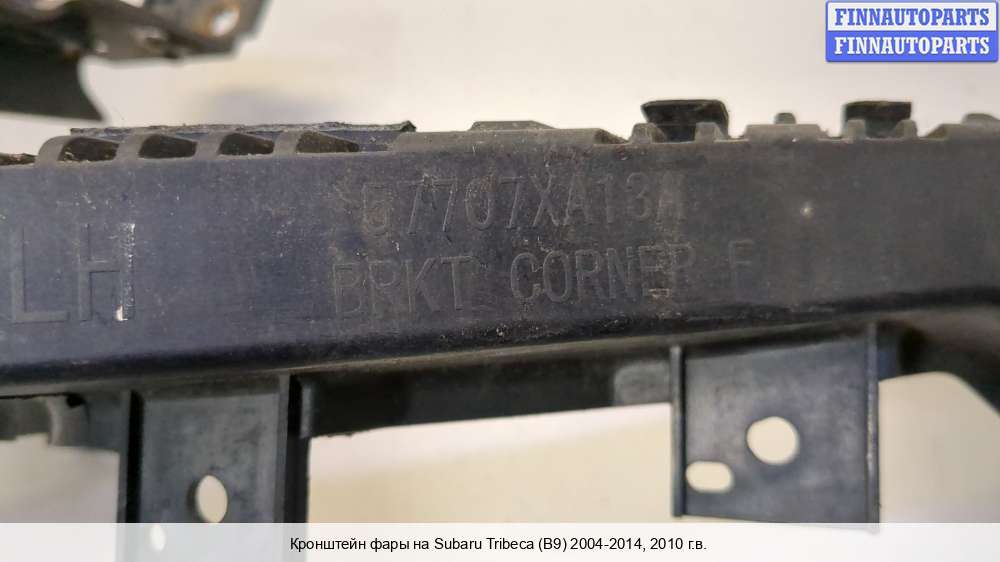 FINNAUTOPARTS
FINNAUTOPARTS
57707XA13A
LH
BRKT CORNER F
Кронштейн фары на Subaru Tribeca (B9) 2004-2014, 2010 г.в.